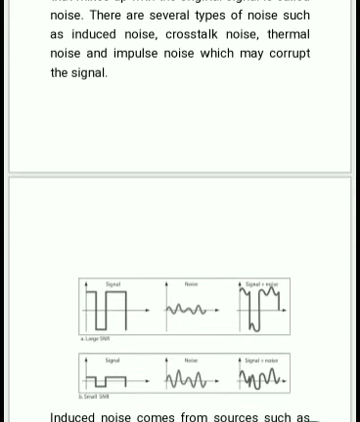 noise. There are several types of noise such
as induced noise, crosstalk noise, thermal
noise and impulse noise which may corrupt
the signal.
Signal Noise Signal + noise
a. Large SNR
Signal Noise Signal + noise
b. Small SNR
Induced noise comes from sources such as